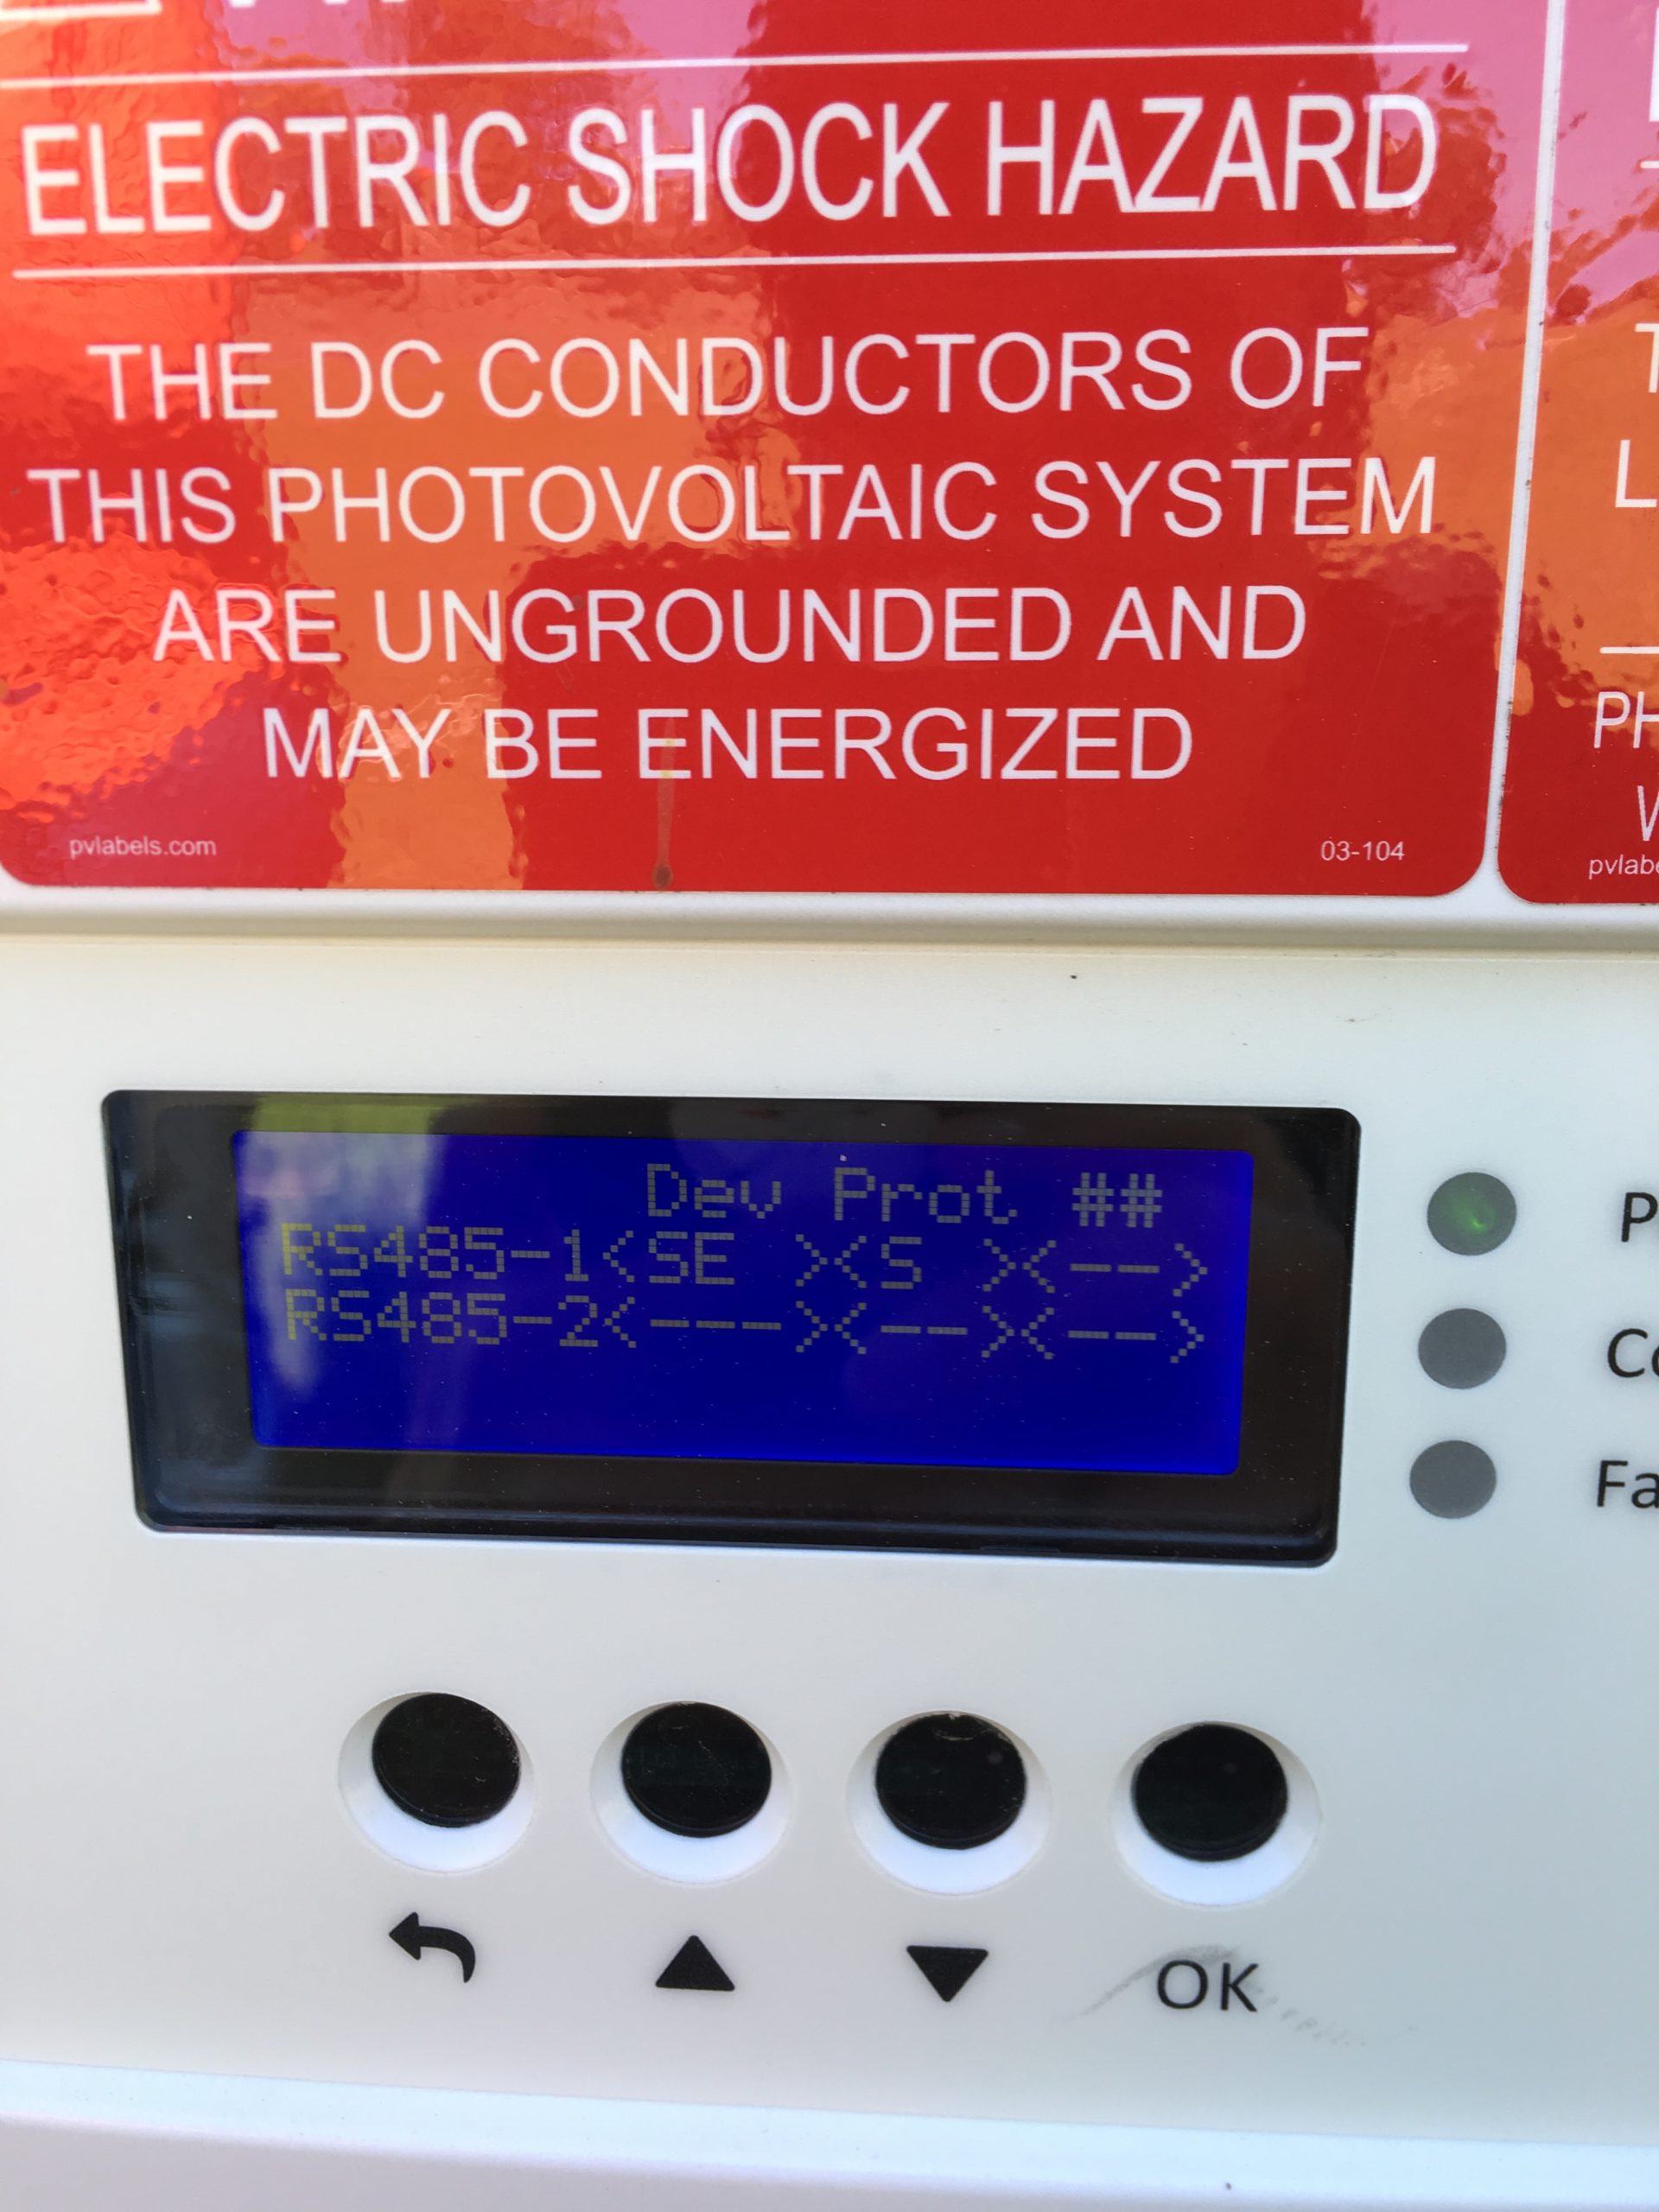 ELECTRIC SHOCK HAZARD
THE DC CONDUCTORS OF
THIS PHOTOVOLTAIC SYSTEM
ARE UNGROUNDED AND
MAY BE ENERGIZED
pvlabels.com
03-104
Dev Prot ##
RS485-1<SE ><S ><-->
RS485-2<---><--><-->
OK